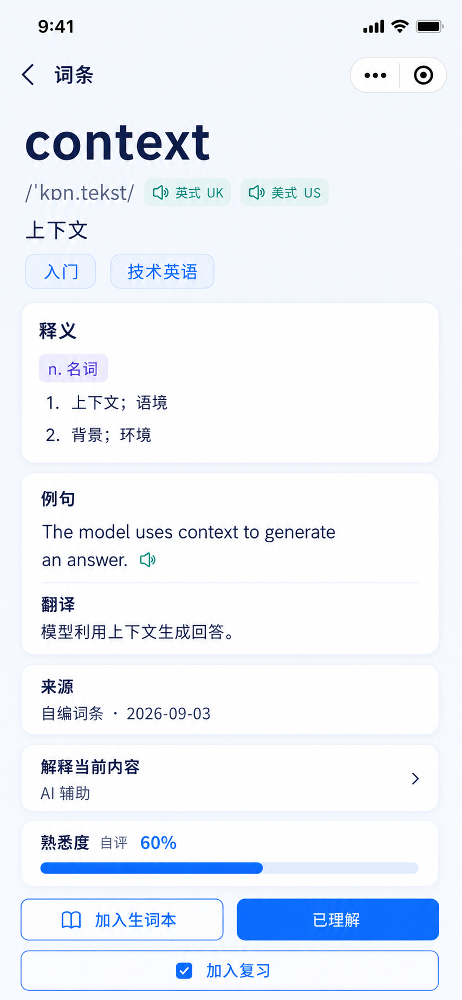 9:41
词条
context
/ˈkɒn.tekst/ 英式 UK 美式 US
上下文
入门 技术英语
释义
n. 名词
1. 上下文；语境
2. 背景；环境
例句
The model uses context to generate
an answer.
翻译
模型利用上下文生成回答。
来源
自编词条 · 2026-09-03
解释当前内容
AI 辅助
熟悉度 自评 60%
加入生词本 已理解
加入复习